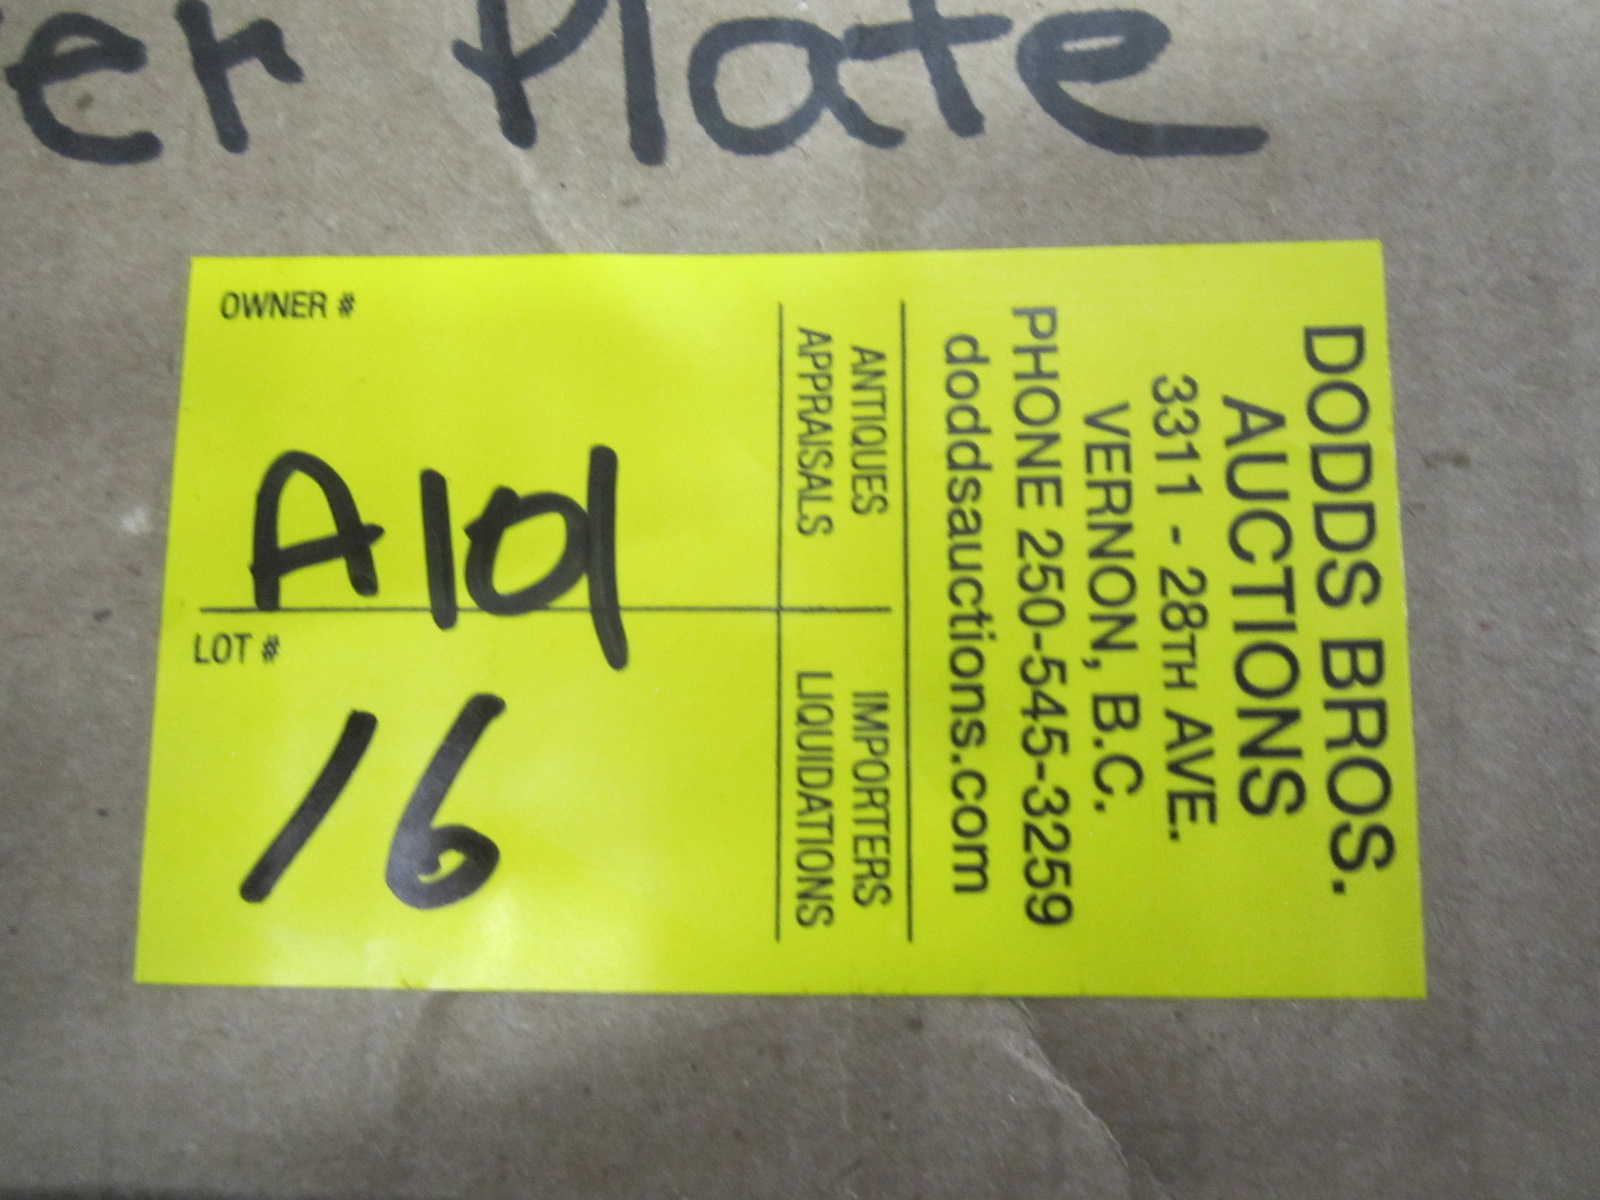 er Plate
OWNER #
A101
LOT #
16
DODDS BROS.
AUCTIONS
3311 - 28TH AVE.
VERNON, B.C.
PHONE 250-545-3259
doddsauctions.com
ANTIQUES
APPRAISALS
IMPORTERS
LIQUIDATIONS